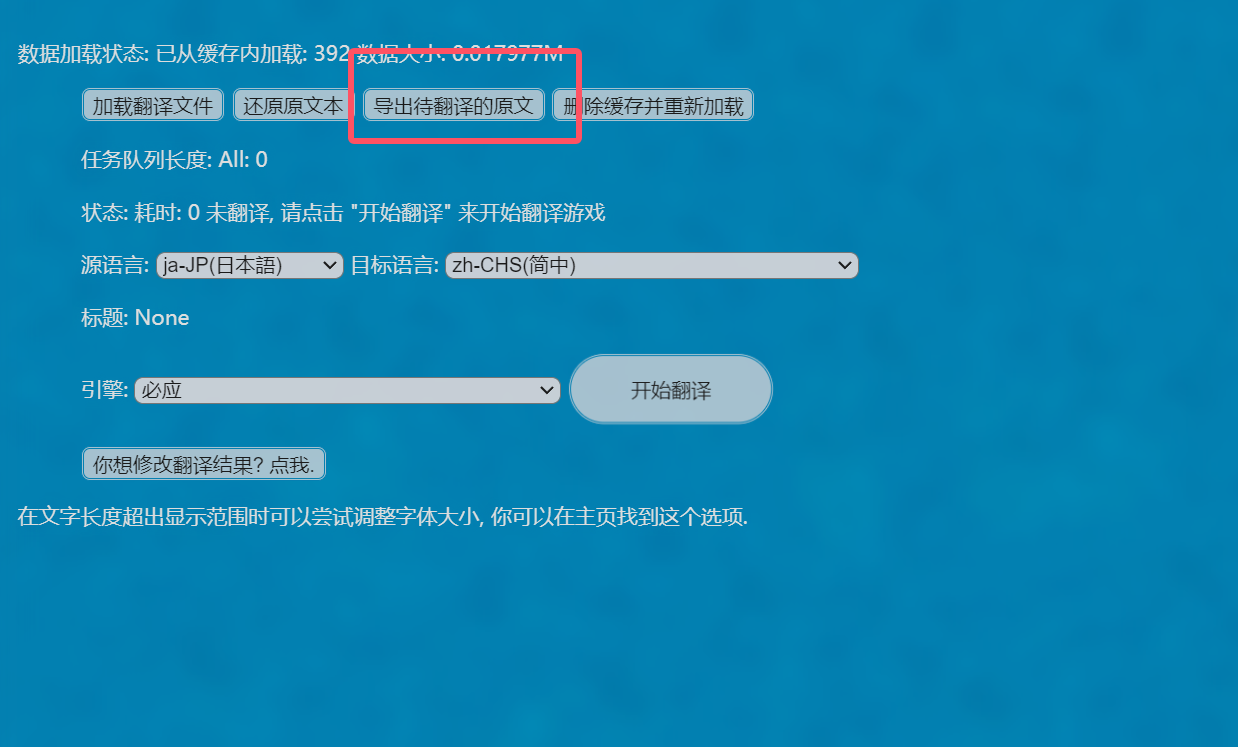 数据加载状态: 已从缓存内加载: 392 数据大小: 0.017977M
加载翻译文件 还原原文本 导出待翻译的原文 删除缓存并重新加载
任务队列长度: All: 0
状态: 耗时: 0 未翻译, 请点击 "开始翻译" 来开始翻译游戏
源语言: ja-JP(日本語) 目标语言: zh-CHS(简中)
标题: None
引擎: 必应 开始翻译
你想修改翻译结果? 点我.
在文字长度超出显示范围时可以尝试调整字体大小, 你可以在主页找到这个选项.